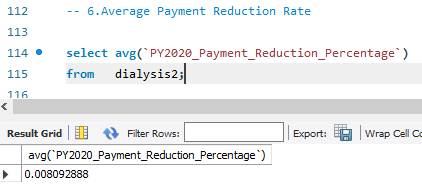 112 -- 6.Average Payment Reduction Rate
113
114 select avg(`PY2020_Payment_Reduction_Percentage`)
115 from dialysis2;
116
Result Grid Filter Rows: Export: Wrap Cell Co
avg(`PY2020_Payment_Reduction_Percentage`)
0.008092888